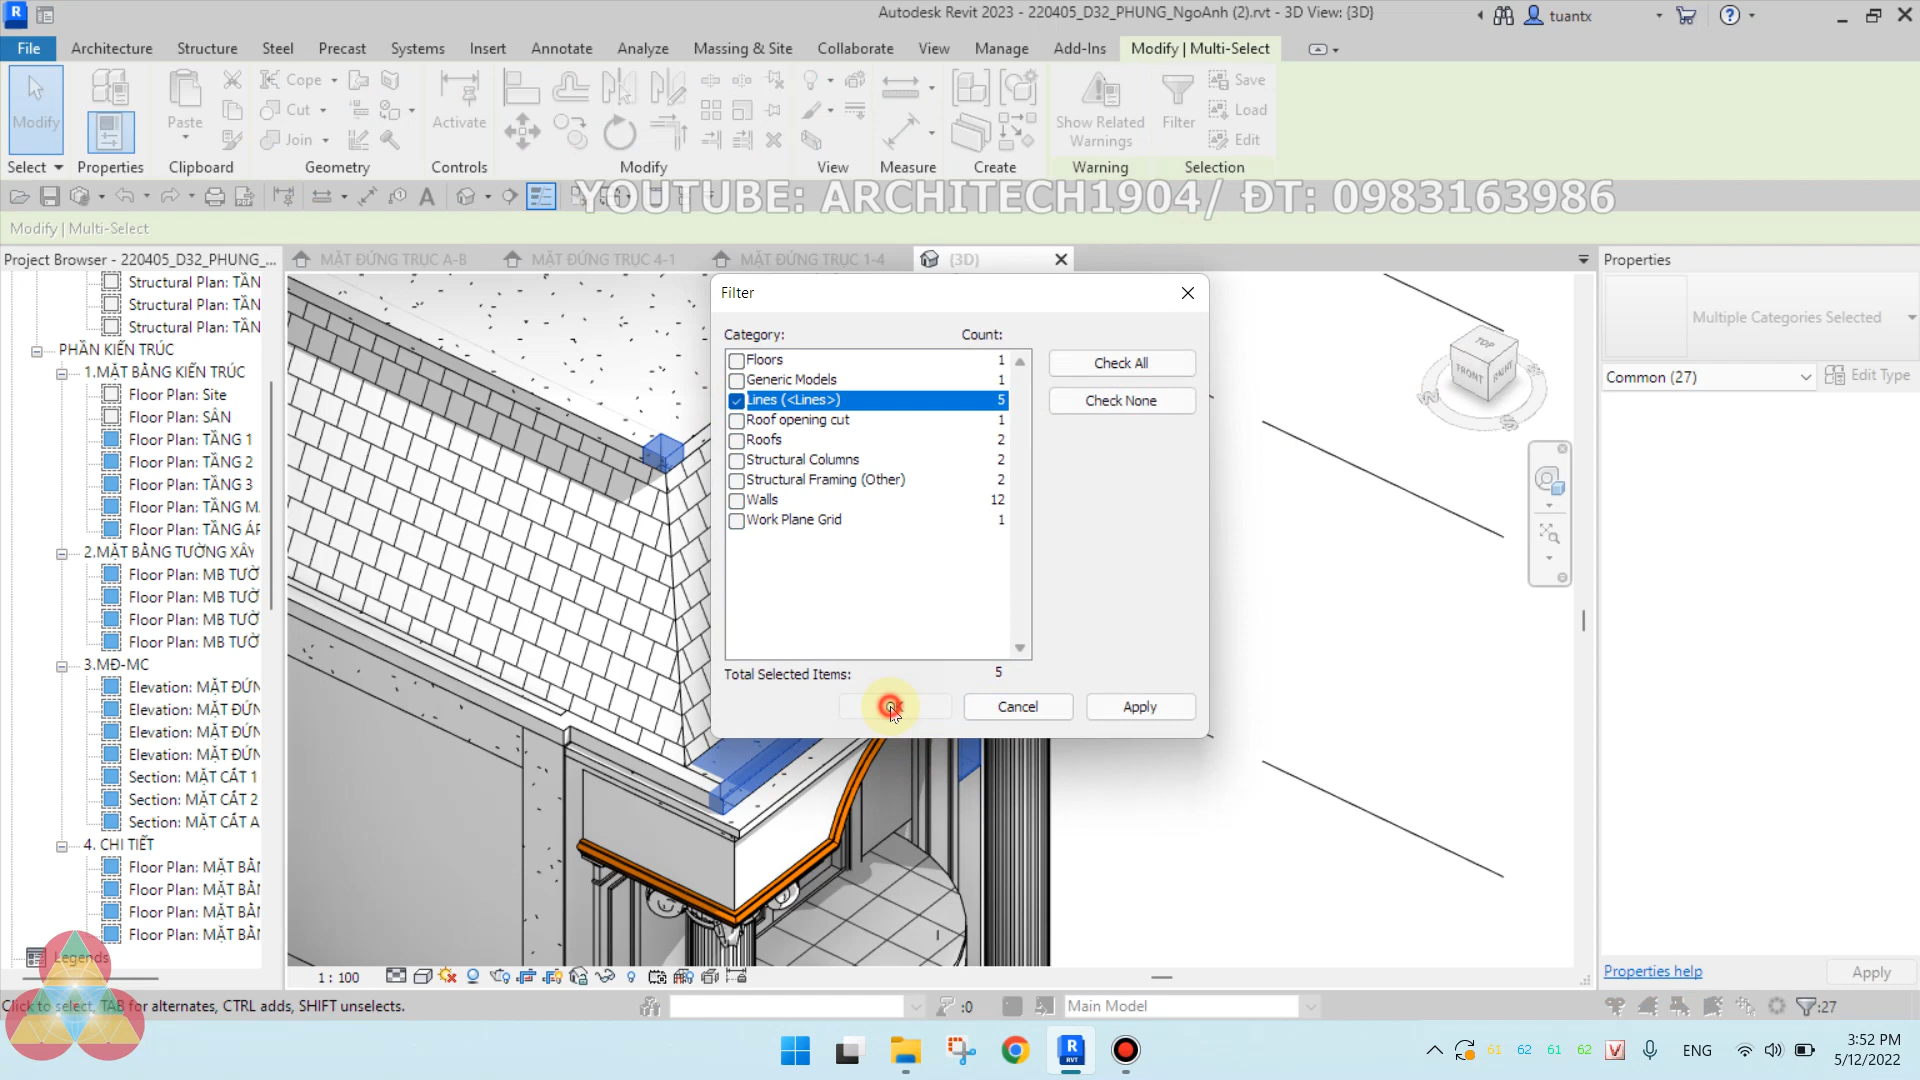 Autodesk Revit 2023 - 220405_D32_PHUNG_NgoAnh (2).rvt - 3D View: {3D}
tuantx
File Architecture Structure Steel Precast Systems Insert Annotate Analyze Massing & Site Collaborate View Manage Add-Ins Modify | Multi-Select
Modify
Paste
Cope
Cut
Join
Activate
Show Related Warnings
Filter
Save
Load
Edit
Select Properties Clipboard Geometry Controls Modify View Measure Create Warning Selection
YOUTUBE: ARCHITECH1904/ ĐT: 0983163986
Modify | Multi-Select
Project Browser - 220405_D32_PHUNG_...
MẶT ĐỨNG TRỤC A-B
MẶT ĐỨNG TRỤC 4-1
MẶT ĐỨNG TRỤC 1-4
{3D}
Properties
Structural Plan: TẦN
Structural Plan: TẦN
Structural Plan: TẦN
PHẦN KIẾN TRÚC
1.MẶT BẰNG KIẾN TRÚC
Floor Plan: Site
Floor Plan: SÂN
Floor Plan: TẦNG 1
Floor Plan: TẦNG 2
Floor Plan: TẦNG 3
Floor Plan: TẦNG M
Floor Plan: TẦNG ÁP
2.MẶT BẰNG TƯỜNG XÂY
Floor Plan: MB TƯỜ
Floor Plan: MB TƯỜ
Floor Plan: MB TƯỜ
Floor Plan: MB TƯỜ
3.MĐ-MC
Elevation: MẶT ĐỨN
Elevation: MẶT ĐỨN
Elevation: MẶT ĐỨN
Elevation: MẶT ĐỨN
Section: MẶT CẮT 1
Section: MẶT CẮT 2
Section: MẶT CẮT A
4. CHI TIẾT
Floor Plan: MẶT BẰN
Floor Plan: MẶT BẰN
Floor Plan: MẶT BẰN
Floor Plan: MẶT BẰN
Legends
Filter
Category: Count:
Floors 1
Generic Models 1
Lines (<Lines>) 5
Roof opening cut 1
Roofs 2
Structural Columns 2
Structural Framing (Other) 2
Walls 12
Work Plane Grid 1
Check All
Check None
Total Selected Items: 5
Cancel
Apply
TOP
FRONT
RIGHT
Multiple Categories Selected
Common (27)
Edit Type
Properties help
Apply
1 : 100
Click to select, TAB for alternates, CTRL adds, SHIFT unselects.
:0
Main Model
:27
R
RVT
61 62 61 62
ENG
3:52 PM
5/12/2022